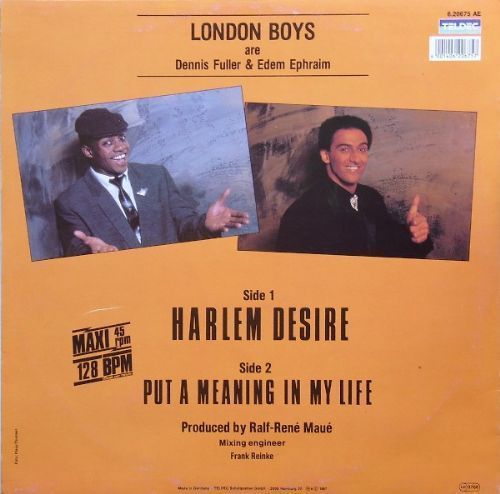 LONDON BOYS
are
Dennis Fuller & Edem Ephraim
6.20675 AE
TELDEC
Side 1
HARLEM DESIRE
MAXI 45 rpm
128 BPM
Side 2
PUT A MEANING IN MY LIFE
Produced by Ralf-René Maué
Mixing engineer
Frank Reinke
Made in Germany